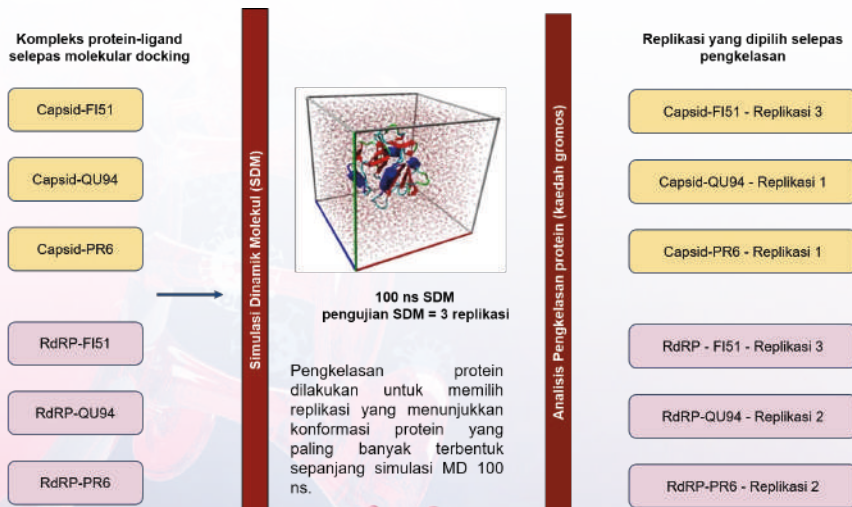 Kompleks protein-ligand
selepas molekular docking
Capsid-FI51
Capsid-QU94
Capsid-PR6
RdRP-FI51
RdRP-QU94
RdRP-PR6
Simulasi Dinamik Molekul (SDM)
100 ns SDM
pengujian SDM = 3 replikasi
Pengkelasan protein
dilakukan untuk memilih
replikasi yang menunjukkan
konformasi protein yang
paling banyak terbentuk
sepanjang simulasi MD 100
ns.
Analisis Pengkelasan protein (kaedah gromos)
Replikasi yang dipilih selepas
pengkelasan
Capsid-FI51 - Replikasi 3
Capsid-QU94 - Replikasi 1
Capsid-PR6 - Replikasi 1
RdRP - FI51 - Replikasi 3
RdRP-QU94 - Replikasi 2
RdRP-PR6 - Replikasi 2